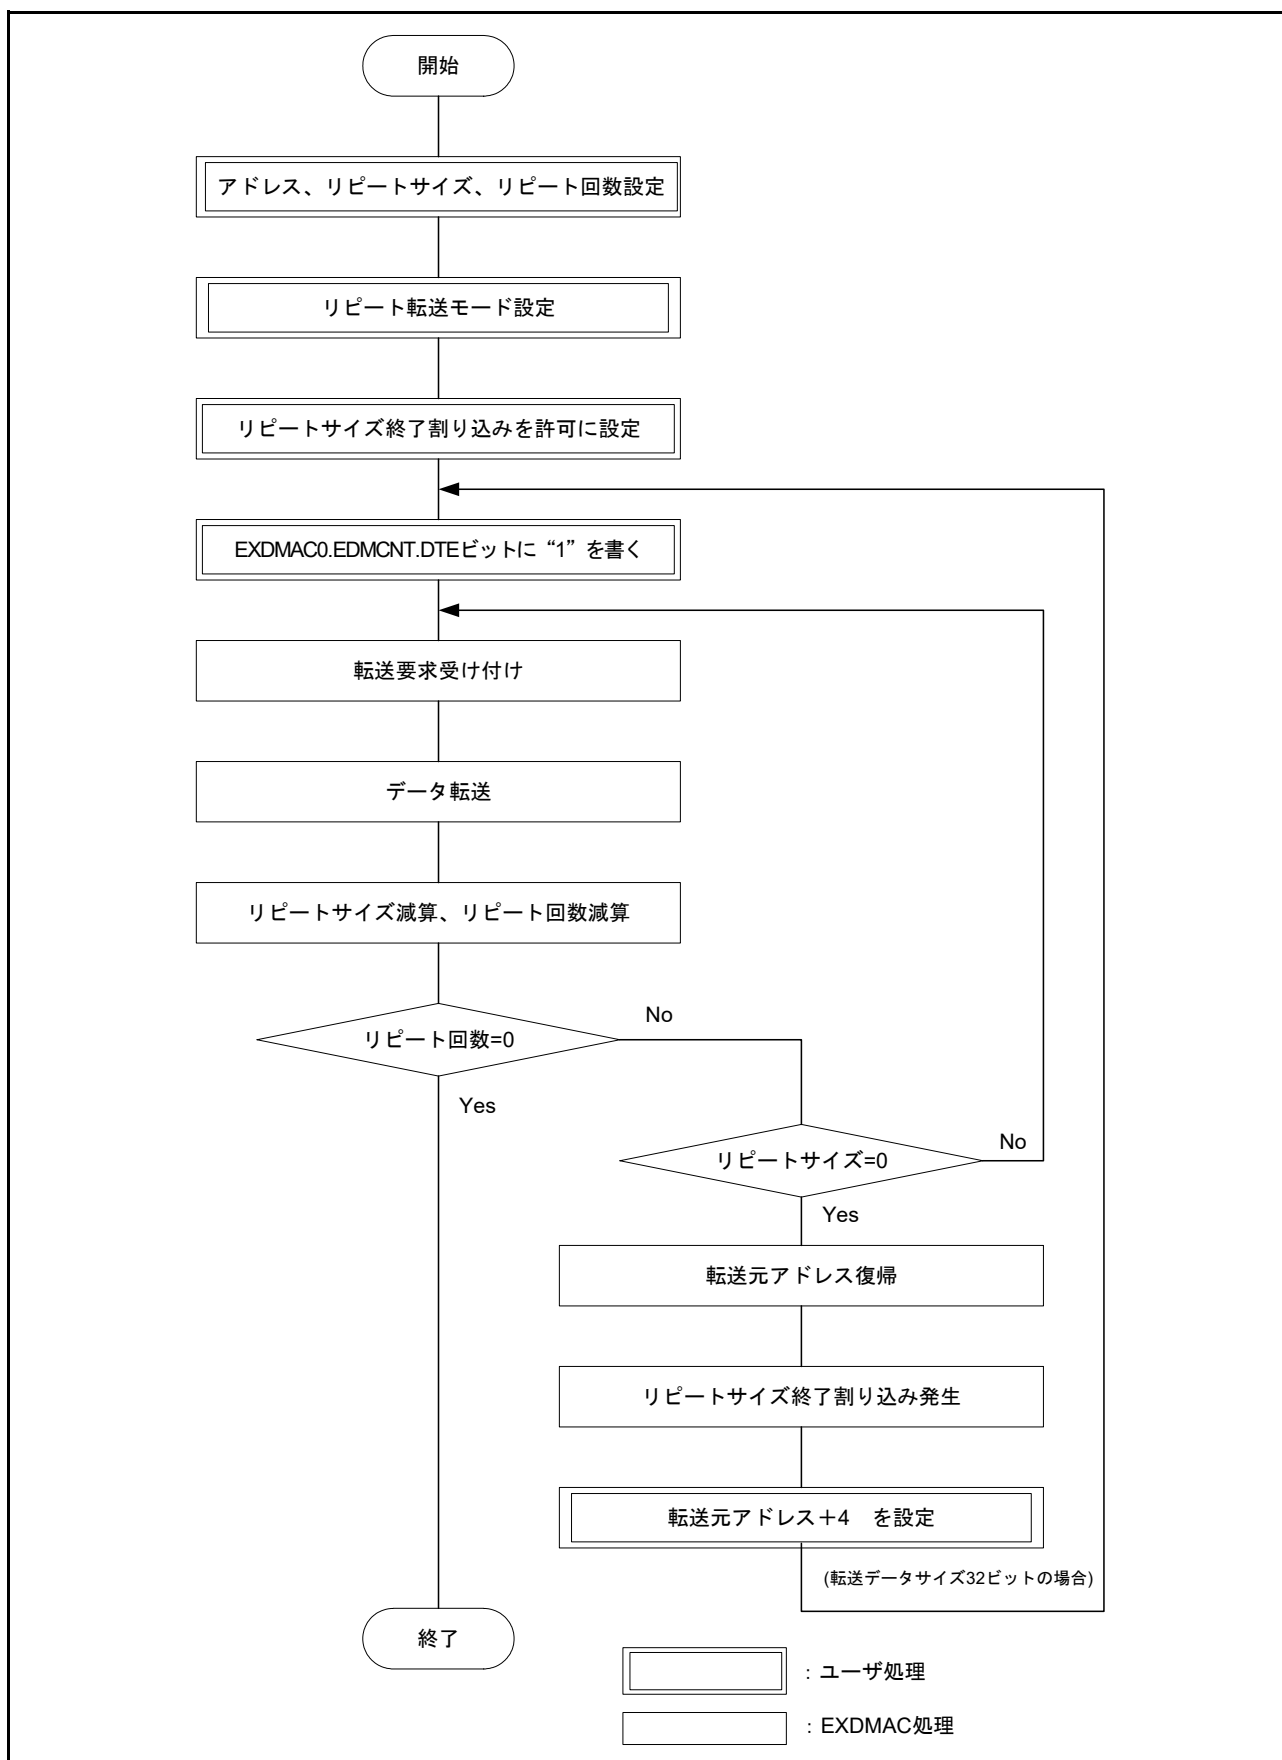 開始
アドレス、リピートサイズ、リピート回数設定
リピート転送モード設定
リピートサイズ終了割り込みを許可に設定
EXDMAC0.EDMCNT.DTEビットに“1”を書く
転送要求受け付け
データ転送
リピートサイズ減算、リピート回数減算
リピート回数=0
No
Yes
リピートサイズ=0
No
Yes
転送元アドレス復帰
リピートサイズ終了割り込み発生
転送元アドレス＋4　を設定
(転送データサイズ32ビットの場合)
終了
：ユーザ処理
：EXDMAC処理